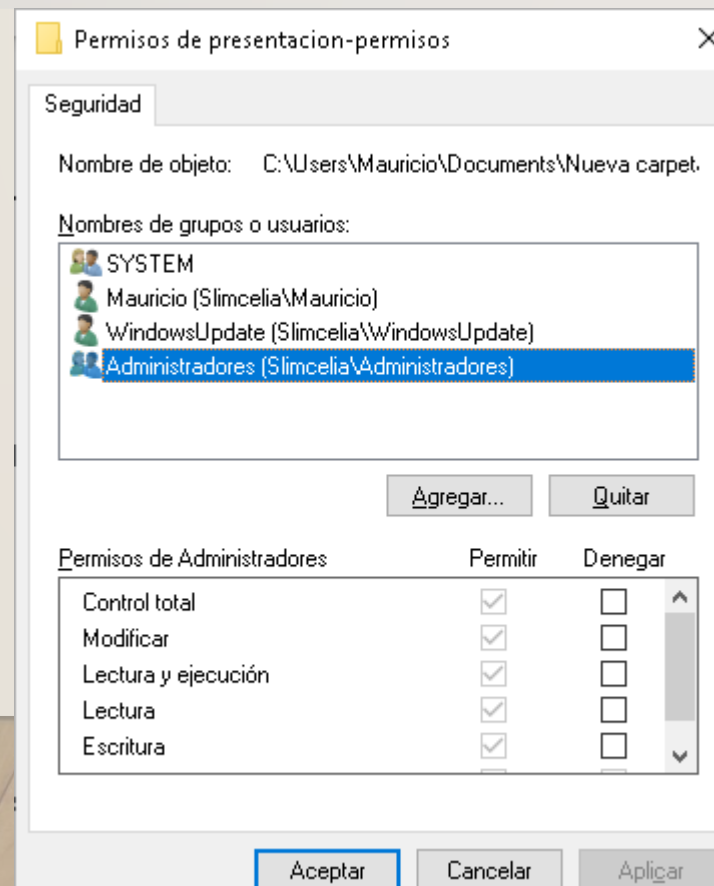 Permisos de presentacion-permisos
Seguridad
Nombre de objeto: C:\Users\Mauricio\Documents\Nueva carpet
Nombres de grupos o usuarios:
SYSTEM
Mauricio (Slimcelia\Mauricio)
WindowsUpdate (Slimcelia\WindowsUpdate)
Administradores (Slimcelia\Administradores)
Agregar... Quitar
Permisos de Administradores Permitir Denegar
Control total
Modificar
Lectura y ejecución
Lectura
Escritura
Aceptar Cancelar Aplicar